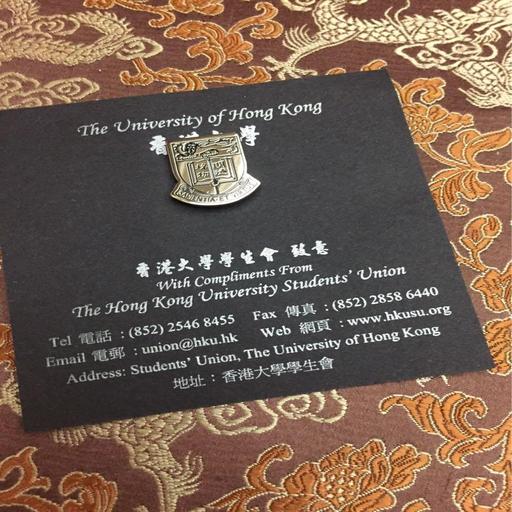 The University of Hong Kong
香港大學
香港大學學生會 致意
With Compliments From
The Hong Kong University Students' Union
Tel 電話 : (852) 2546 8455 Fax 傳真 : (852) 2858 6440
Email 電郵 : union@hku.hk Web 網頁 : www.hkusu.org
Address: Students' Union, The University of Hong Kong
地址 : 香港大學學生會